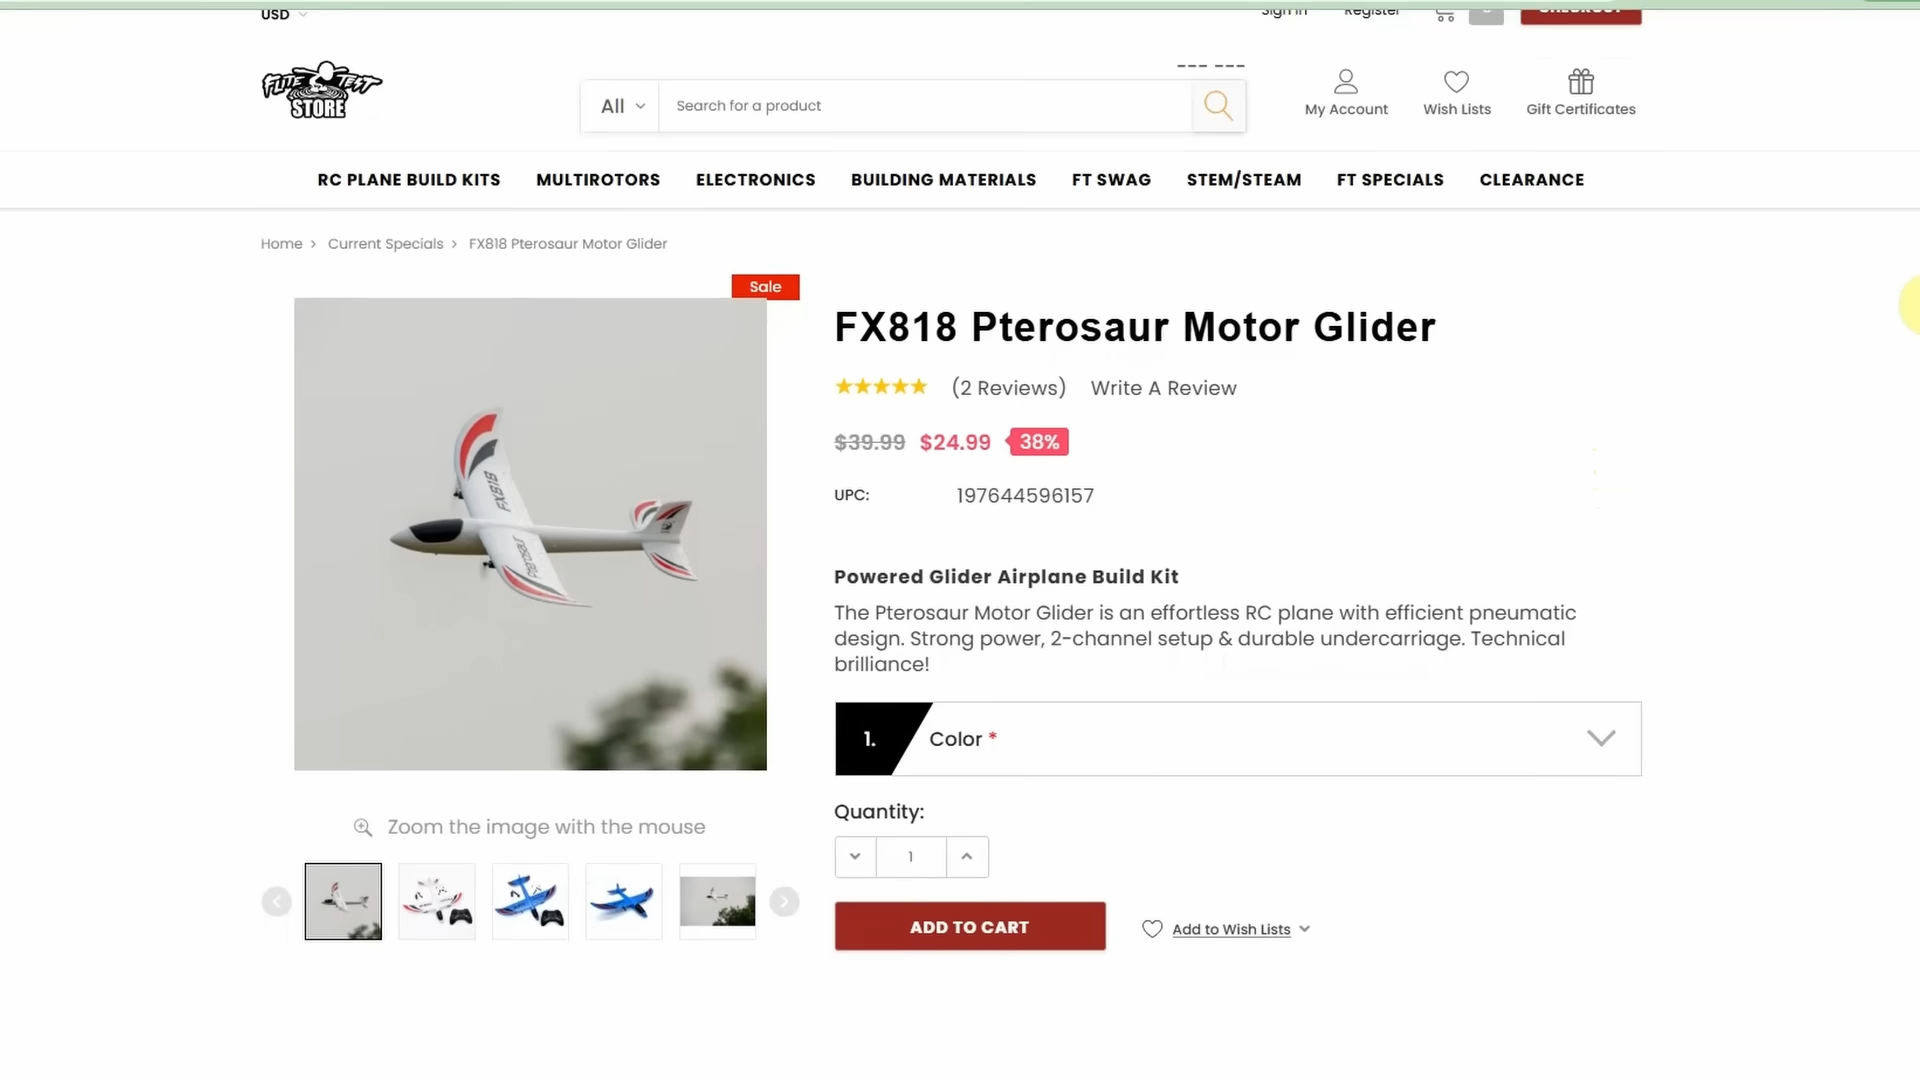 USD
Sign in Register CHECKOUT
FLITE TEST
STORE
All Search for a product
My Account Wish Lists Gift Certificates
RC PLANE BUILD KITS MULTIROTORS ELECTRONICS BUILDING MATERIALS FT SWAG STEM/STEAM FT SPECIALS CLEARANCE
Home > Current Specials > FX818 Pterosaur Motor Glider
Sale
FX818
Pterosaur
FX818 Pterosaur Motor Glider
(2 Reviews) Write A Review
$39.99 $24.99 38%
UPC: 197644596157
Powered Glider Airplane Build Kit
The Pterosaur Motor Glider is an effortless RC plane with efficient pneumatic
design. Strong power, 2-channel setup & durable undercarriage. Technical
brilliance!
1. Color *
Quantity:
1
Zoom the image with the mouse
ADD TO CART Add to Wish Lists